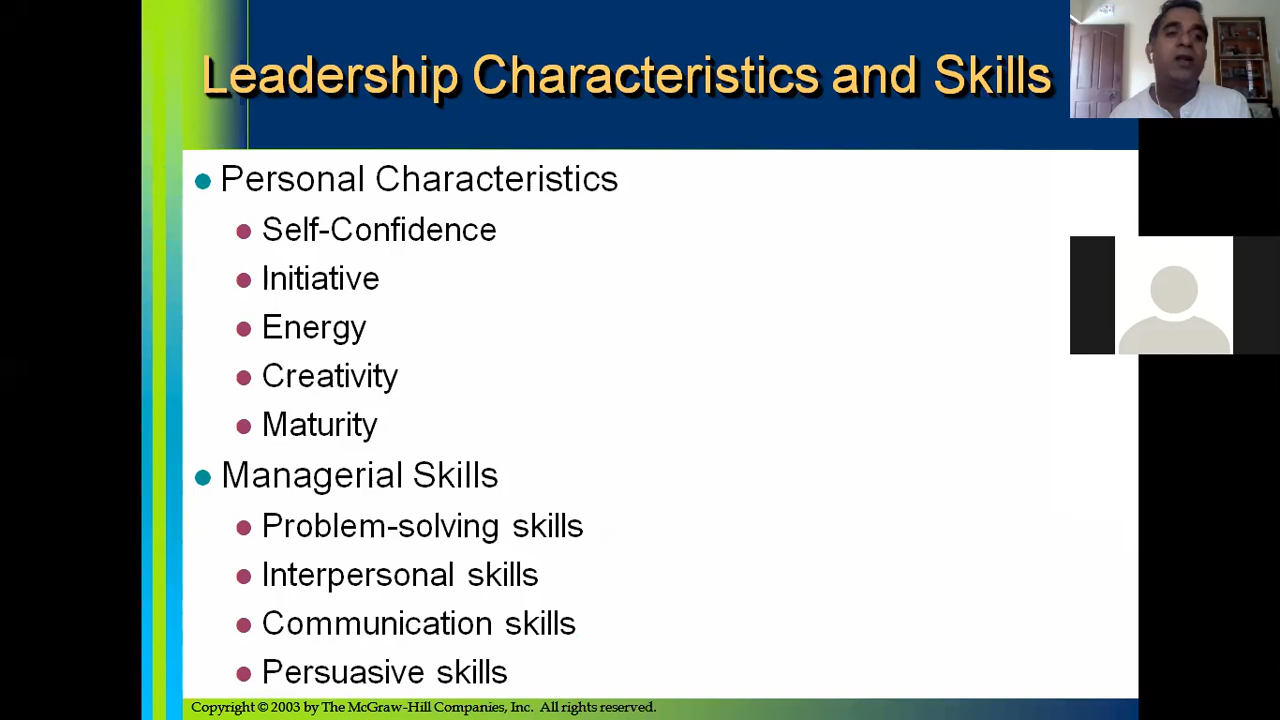 Leadership Characteristics and Skills
Personal Characteristics
Self-Confidence
Initiative
Energy
Creativity
Maturity
Managerial Skills
Problem-solving skills
Interpersonal skills
Communication skills
Persuasive skills
Copyright © 2003 by The McGraw-Hill Companies, Inc. All rights reserved.